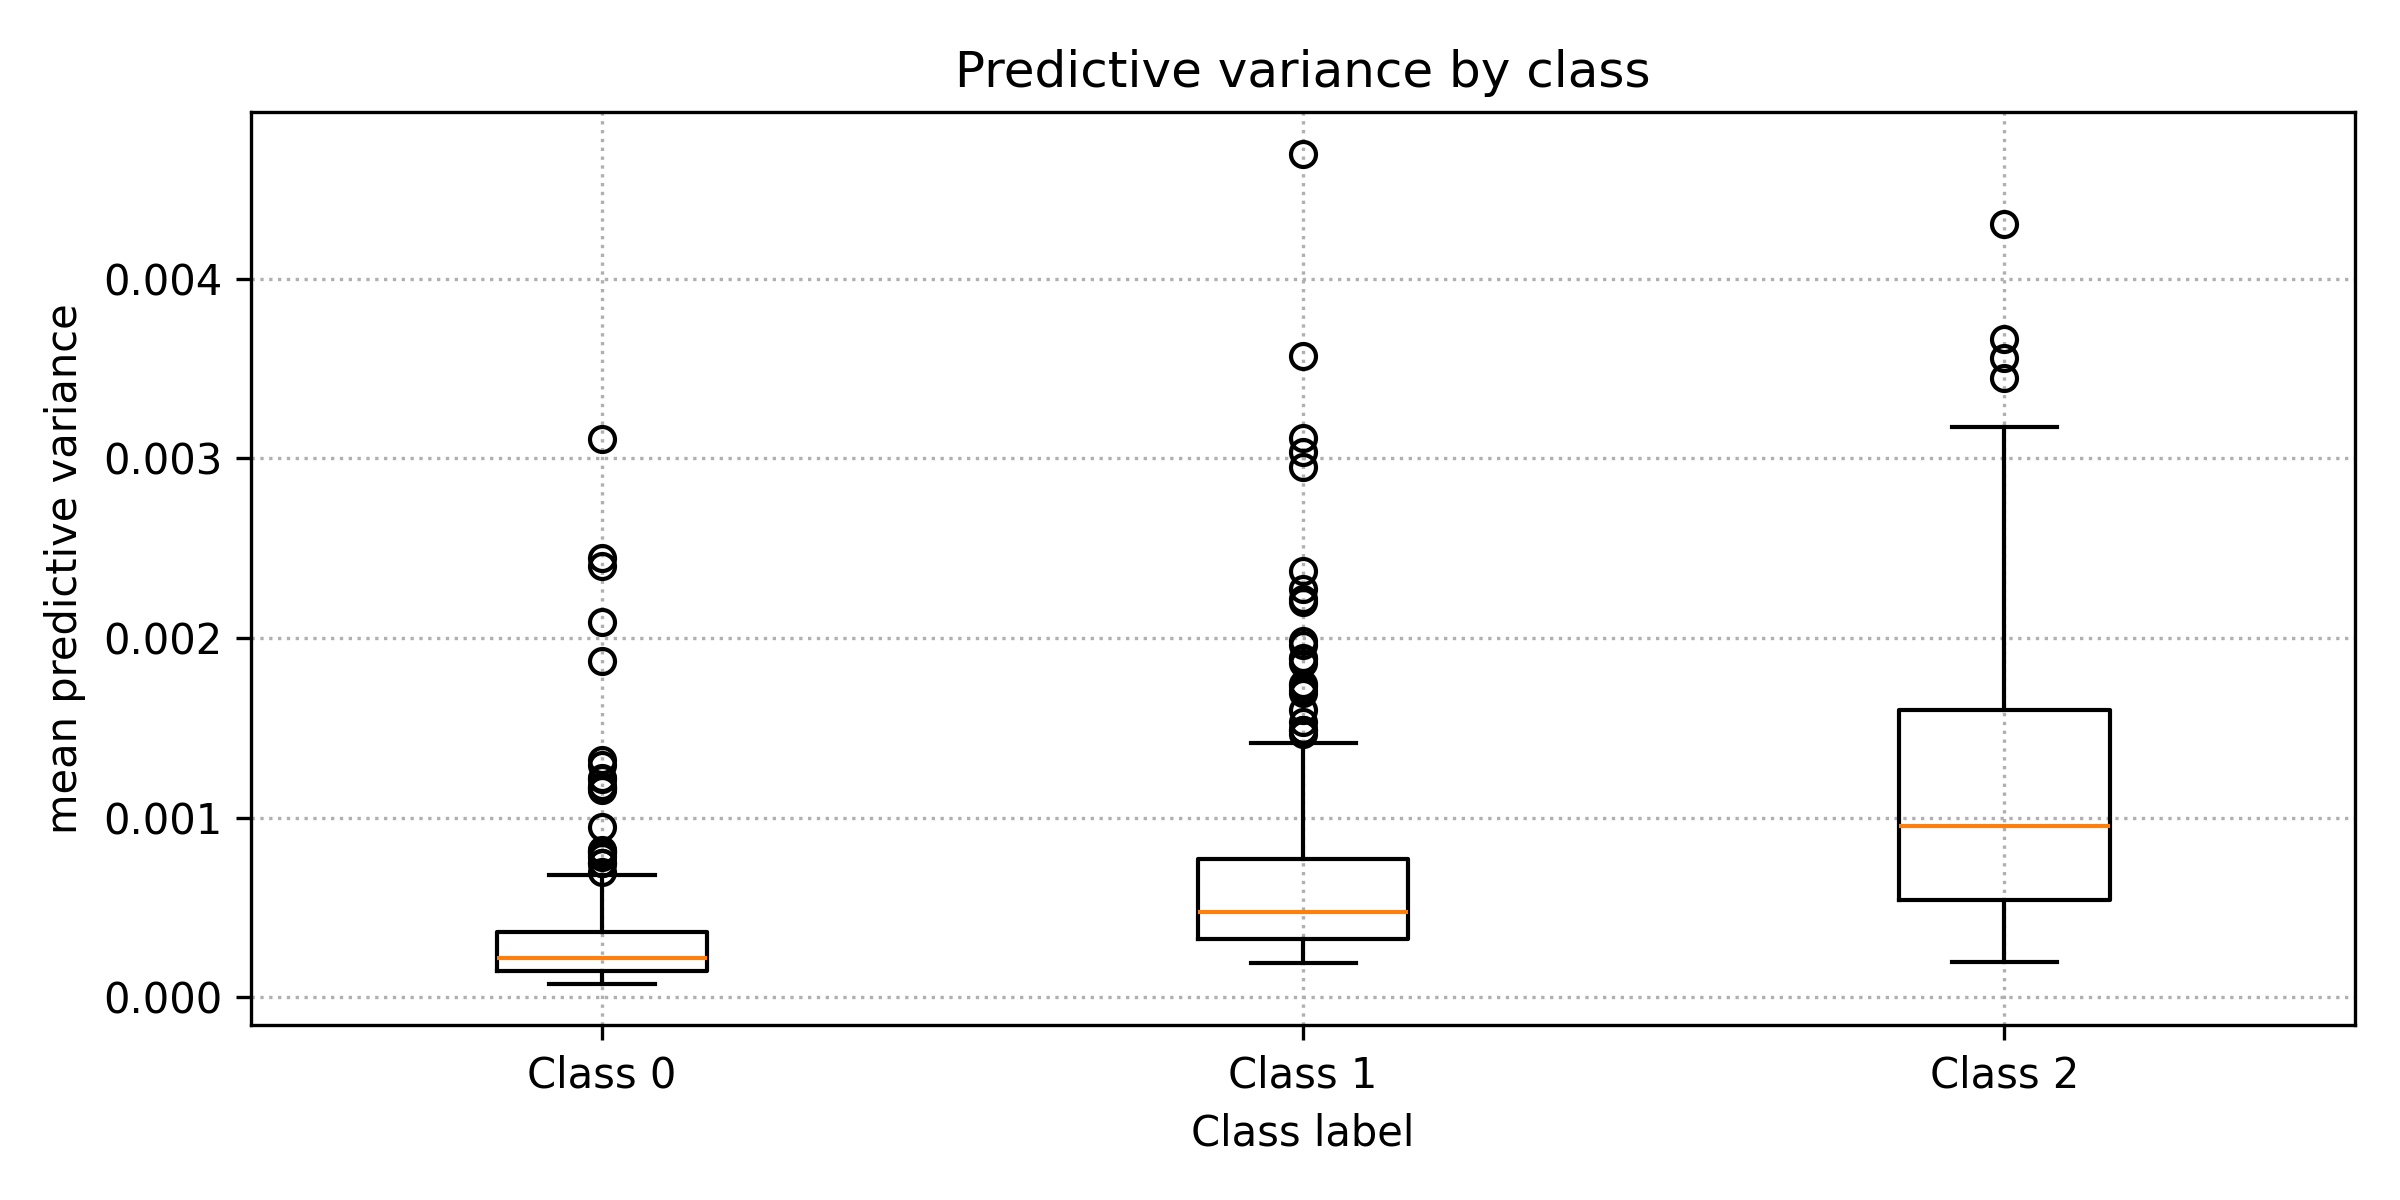 Predictive variance by class
mean predictive variance
0.004
0.003
0.002
0.001
0.000
Class 0 Class 1 Class 2
Class label